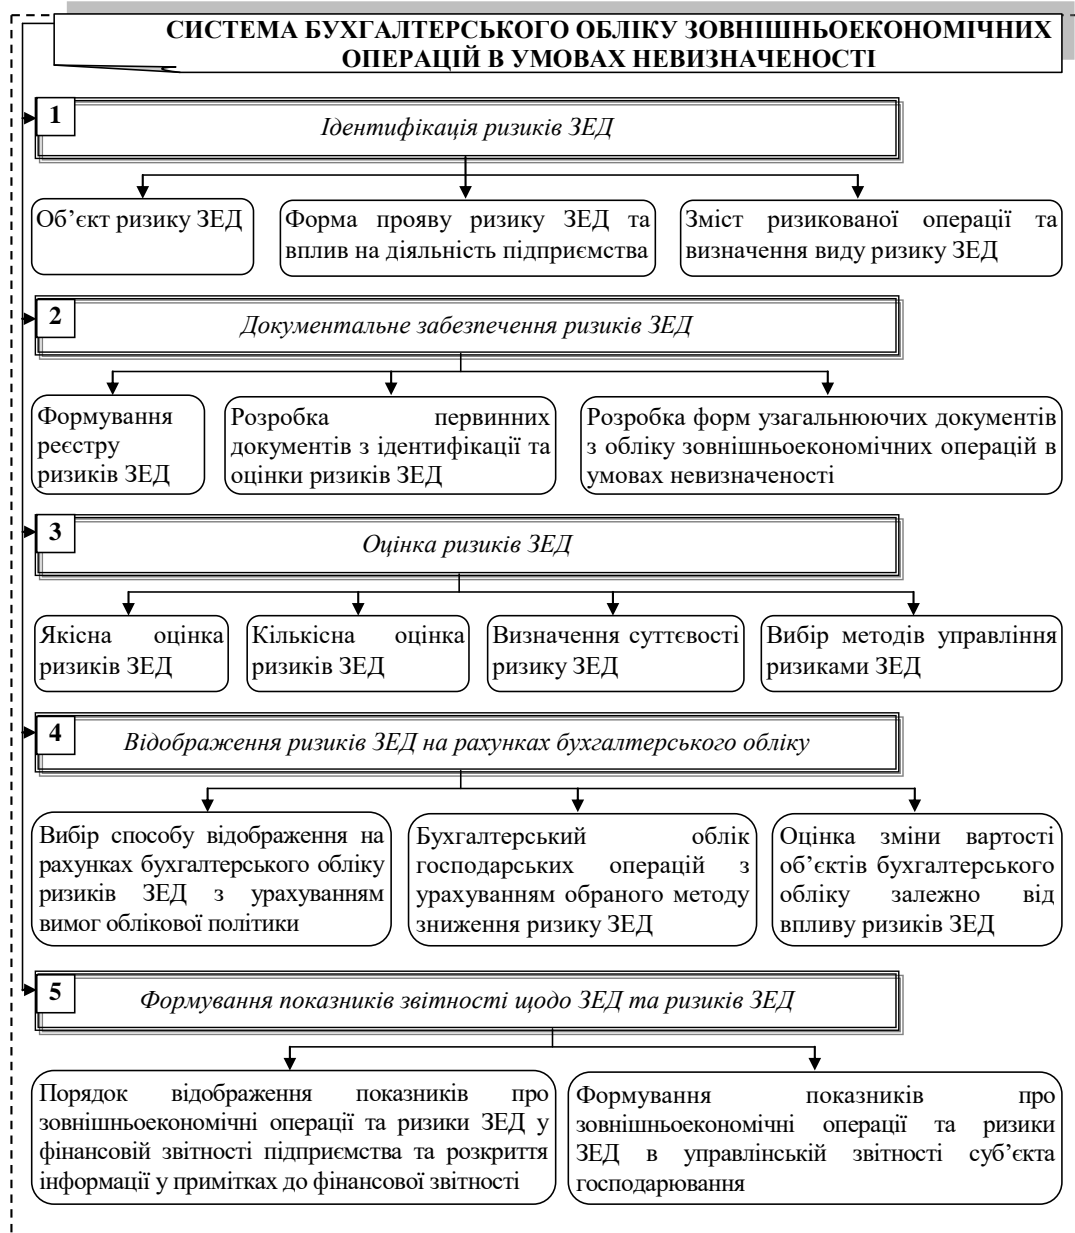 СИСТЕМА БУХГАЛТЕРСЬКОГО ОБЛІКУ ЗОВНІШНЬОЕКОНОМІЧНИХ
ОПЕРАЦІЙ В УМОВАХ НЕВИЗНАЧЕНОСТІ
1
Ідентифікація ризиків ЗЕД
Об’єкт ризику ЗЕД
Форма прояву ризику ЗЕД та
вплив на діяльність підприємства
Зміст ризикованої операції та
визначення виду ризику ЗЕД
2
Документальне забезпечення ризиків ЗЕД
Формування
реєстру
ризиків ЗЕД
Розробка первинних
документів з ідентифікації та
оцінки ризиків ЗЕД
Розробка форм узагальнюючих документів
з обліку зовнішньоекономічних операцій в
умовах невизначеності
3
Оцінка ризиків ЗЕД
Якісна оцінка
ризиків ЗЕД
Кількісна оцінка
ризиків ЗЕД
Визначення суттєвості
ризику ЗЕД
Вибір методів управління
ризиками ЗЕД
4
Відображення ризиків ЗЕД на рахунках бухгалтерського обліку
Вибір способу відображення на
рахунках бухгалтерського обліку
ризиків ЗЕД з урахуванням
вимог облікової політики
Бухгалтерський облік
господарських операцій з
урахуванням обраного методу
зниження ризику ЗЕД
Оцінка зміни вартості
об’єктів бухгалтерського
обліку залежно від
впливу ризиків ЗЕД
5
Формування показників звітності щодо ЗЕД та ризиків ЗЕД
Порядок відображення показників про
зовнішньоекономічні операції та ризики ЗЕД у
фінансовій звітності підприємства та розкриття
інформації у примітках до фінансової звітності
Формування показників про
зовнішньоекономічні операції та ризики
ЗЕД в управлінській звітності суб’єкта
господарювання